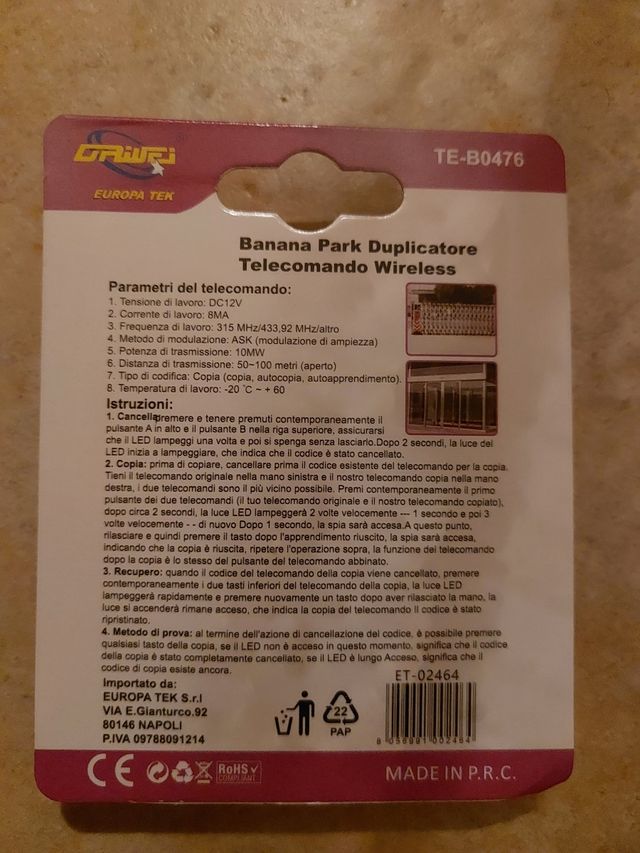 DAWEI
TE-B0476
EUROPA TEK
Banana Park Duplicatore
Telecomando Wireless
Parametri del telecomando:
1. Tensione di lavoro: DC12V
2. Corrente di lavoro: 8MA
3. Frequenza di lavoro: 315 MHz/433,92 MHz/altro
4. Metodo di modulazione: ASK (modulazione di ampiezza)
5. Potenza di trasmissione: 10MW
6. Distanza di trasmissione: 50~100 metri (aperto)
7. Tipo di codifica: Copia (copia, autocopia, autoapprendimento).
8. Temperatura di lavoro: -20 ℃ ~ + 60
Istruzioni:
1. Cancella:premere e tenere premuti contemporaneamente il
pulsante A in alto e il pulsante B nella riga superiore, assicurarsi
che il LED lampeggi una volta e poi si spenga senza lasciarlo.Dopo 2 secondi, la luce del
LED inizia a lampeggiare, che indica che il codice è stato cancellato.
2. Copia: prima di copiare, cancellare prima il codice esistente del telecomando per la copia.
Tieni il telecomando originale nella mano sinistra e il nostro telecomando copia nella mano
destra, i due telecomandi sono il più vicino possibile. Premi contemporaneamente il primo
pulsante dei due telecomandi (il tuo telecomando originale e il nostro telecomando copiato),
dopo circa 2 secondi, la luce LED lampeggerà 2 volte velocemente --- 1 secondo e poi 3
volte velocemente - - di nuovo Dopo 1 secondo, la spia sarà accesa.A questo punto,
rilasciare e quindi premere il tasto dopo l'apprendimento riuscito, la spia sarà accesa,
indicando che la copia è riuscita, ripetere l'operazione sopra, la funzione del telecomando
dopo la copia è lo stesso del pulsante del telecomando abbinato.
3. Recupero: quando il codice del telecomando della copia viene cancellato, premere
contemporaneamente i due tasti inferiori del telecomando della copia, la luce LED
lampeggerà rapidamente e premere nuovamente un tasto dopo aver rilasciato la mano, la
luce si accenderà rimane acceso, che indica la copia del telecomando Il codice è stato
ripristinato.
4. Metodo di prova: al termine dell'azione di cancellazione del codice, è possibile premere
qualsiasi tasto della copia, se il LED non è acceso in questo momento, significa che il codice
della copia è stato completamente cancellato, se il LED è lungo Acceso, significa che il
codice di copia esiste ancora.
Importato da:
EUROPA TEK S.r.l
VIA E.Gianturco.92
80146 NAPOLI
P.IVA 09788091214
22
PAP
ET-02464
8 056991 002464
CE
RoHS
COMPLIANT
MADE IN P.R.C.